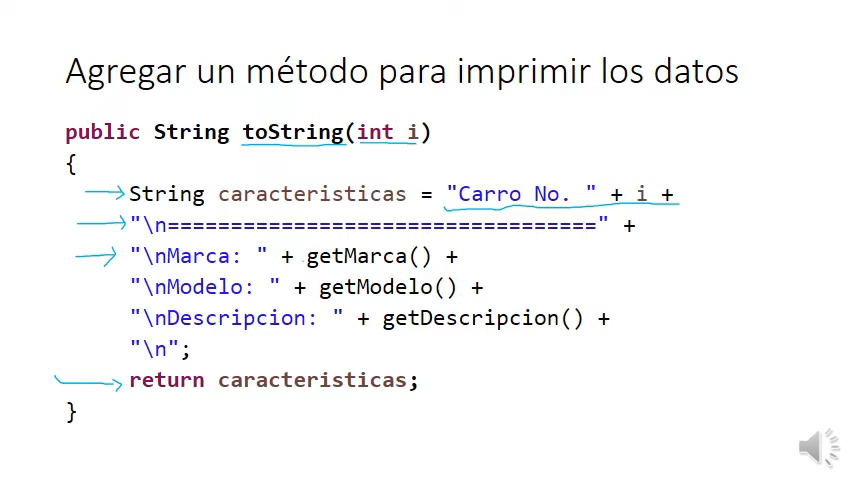 Agregar un método para imprimir los datos
public String toString(int i)
{
String caracteristicas = "Carro No. " + i +
"\n==================================" +
"\nMarca: " + getMarca() +
"\nModelo: " + getModelo() +
"\nDescripcion: " + getDescripcion() +
"\n";
return caracteristicas;
}